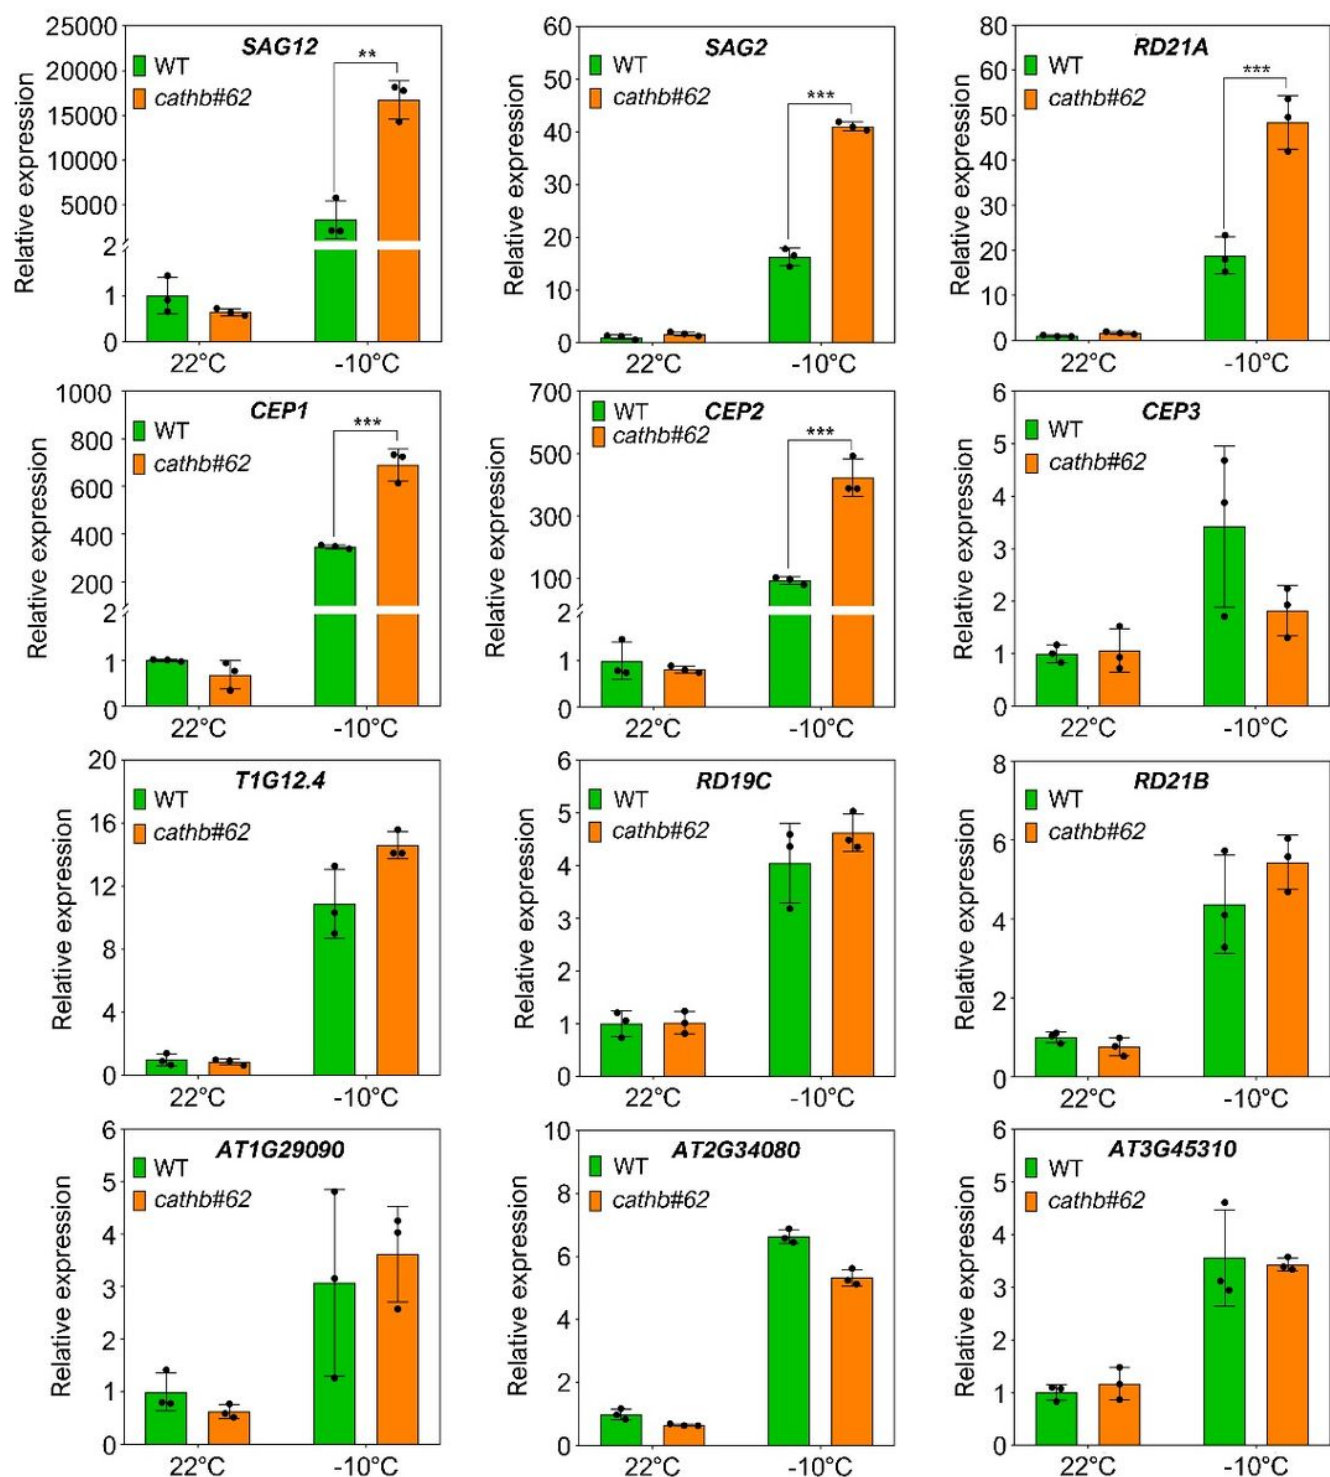 SAG12
WT
cathb#62
**
Relative expression
25000
20000
15000
10000
5000
2
1
0
22°C
-10°C
SAG2
WT
cathb#62
***
Relative expression
60
50
40
30
20
10
0
22°C
-10°C
RD21A
WT
cathb#62
***
Relative expression
80
60
50
40
30
20
10
0
22°C
-10°C
CEP1
WT
cathb#62
***
Relative expression
1000
800
600
400
200
2
1
0
22°C
-10°C
CEP2
WT
cathb#62
***
Relative expression
700
500
300
100
2
1
0
22°C
-10°C
CEP3
WT
cathb#62
Relative expression
6
5
4
3
2
1
0
22°C
-10°C
T1G12.4
WT
cathb#62
Relative expression
20
16
12
8
4
0
22°C
-10°C
RD19C
WT
cathb#62
Relative expression
6
5
4
3
2
1
0
22°C
-10°C
RD21B
WT
cathb#62
Relative expression
8
6
4
2
0
22°C
-10°C
AT1G29090
WT
cathb#62
Relative expression
6
5
4
3
2
1
0
22°C
-10°C
AT2G34080
WT
cathb#62
Relative expression
10
8
6
4
2
0
22°C
-10°C
AT3G45310
WT
cathb#62
Relative expression
6
5
4
3
2
1
0
22°C
-10°C